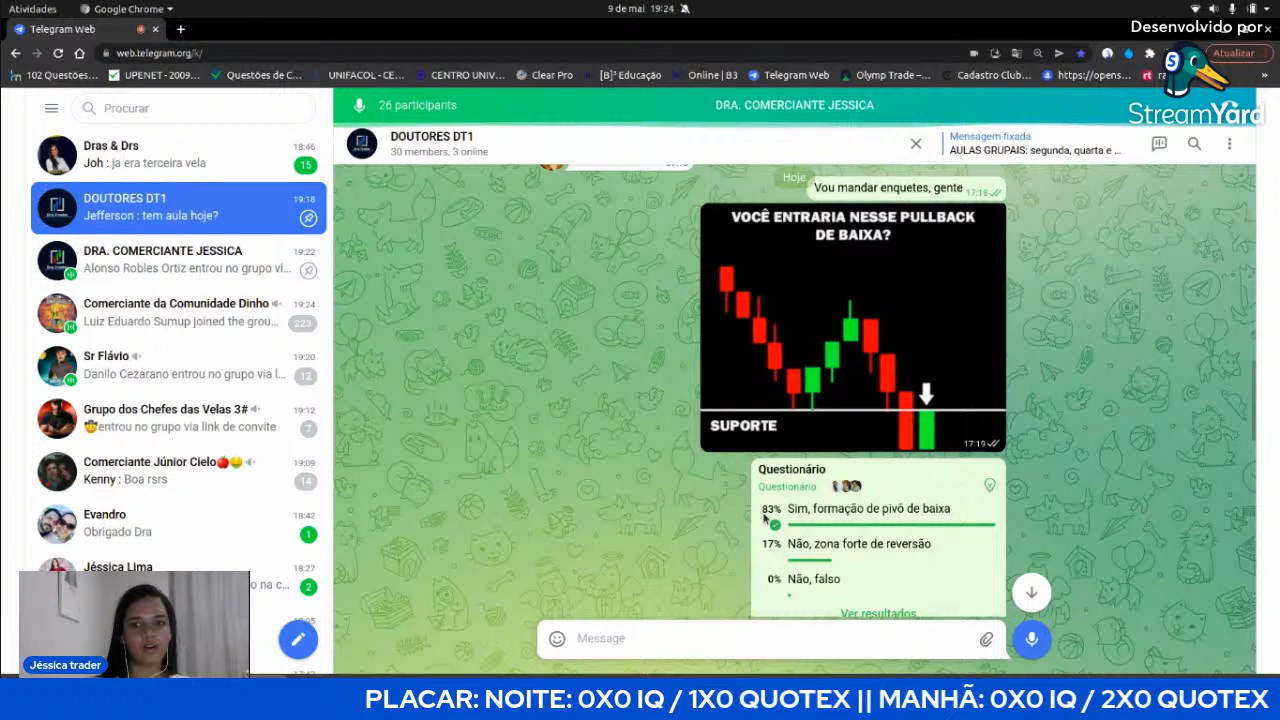 Atividades
Google Chrome
9 de mai 19:24
Telegram Web
Desenvolvido por
web.telegram.org/k/
Atualizar
StreamYard
102 Questões...
UPENET - 2009...
Questões de C...
UNIFACOL - CE...
CENTRO UNIV...
Clear Pro
[B]³ Educação
Online | B3
Telegram Web
Olymp Trade –...
Cadastro Club...
https://opens...
Procurar
26 participants
DRA. COMERCIANTE JESSICA
DOUTORES DT1
30 members, 3 online
Mensagem fixada
AULAS GRUPAIS: segunda, quarta e ...
Dras & Drs
18:46
Joh : ja era terceira vela
15
DOUTORES DT1
19:18
Jefferson : tem aula hoje?
DRA. COMERCIANTE JESSICA
19:22
Alonso Robles Ortiz entrou no grupo vi...
Comerciante da Comunidade Dinho
19:24
Luiz Eduardo Sumup joined the grou...
223
Sr Flávio
19:20
Danilo Cezarano entrou no grupo via l...
12
Grupo dos Chefes das Velas 3#
19:12
entrou no grupo via link de convite
7
Comerciante Júnior Cielo
19:09
Kenny : Boa rsrs
14
Evandro
18:42
Obrigado Dra
1
Jéssica Lima
18:27
2
Hoje
Vou mandar enquetes, gente
17:18
VOCÊ ENTRARIA NESSE PULLBACK
DE BAIXA?
SUPORTE
17:19
Questionário
Questionário
83% Sim, formação de pivô de baixa
17% Não, zona forte de reversão
0% Não, falso
Ver resultados
Message
Jéssica trader
PLACAR: NOITE: 0X0 IQ / 1X0 QUOTEX || MANHÃ: 0X0 IQ / 2X0 QUOTEX